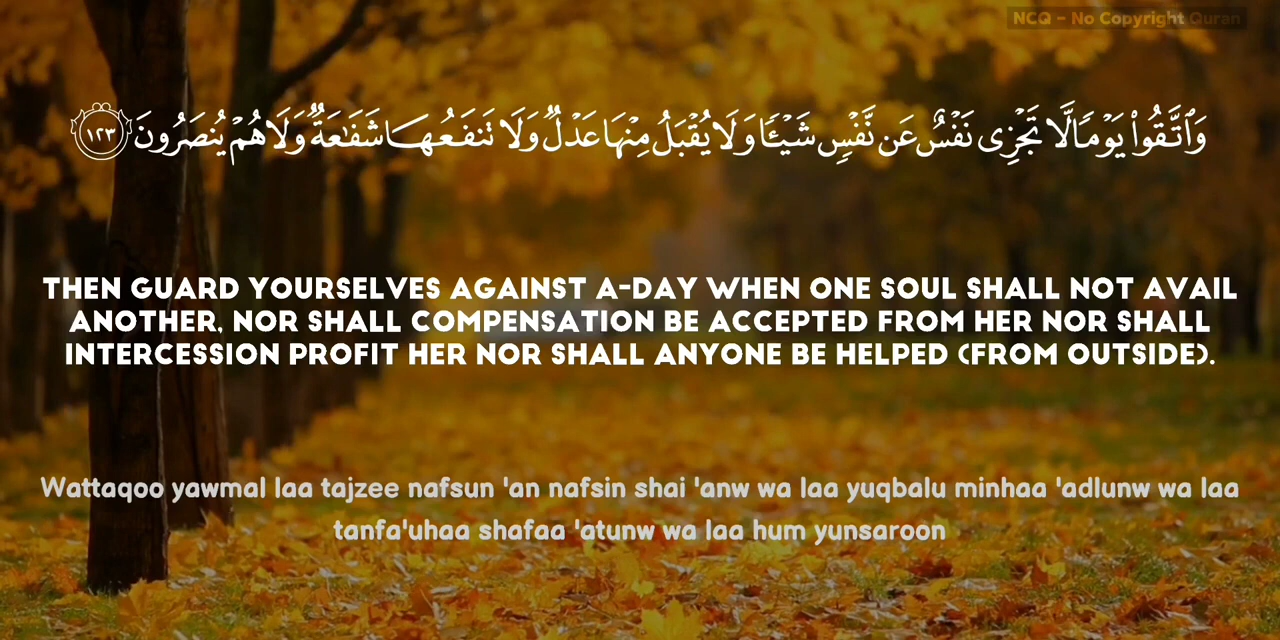 NCQ - No Copyright Quran
وَٱتَّقُوا۟ يَوْمًا لَّا تَجْزِى نَفْسٌ عَن نَّفْسٍ شَيْـًٔا وَلَا يُقْبَلُ مِنْهَا عَدْلٌ وَلَا تَنفَعُهَا شَفَـٰعَةٌ وَلَا هُمْ يُنصَرُونَ ١٢٣
THEN GUARD YOURSELVES AGAINST A-DAY WHEN ONE SOUL SHALL NOT AVAIL
ANOTHER, NOR SHALL COMPENSATION BE ACCEPTED FROM HER NOR SHALL
INTERCESSION PROFIT HER NOR SHALL ANYONE BE HELPED (FROM OUTSIDE).
Wattaqoo yawmal laa tajzee nafsun 'an nafsin shai 'anw wa laa yuqbalu minhaa 'adlunw wa laa
tanfa'uhaa shafaa 'atunw wa laa hum yunsaroon